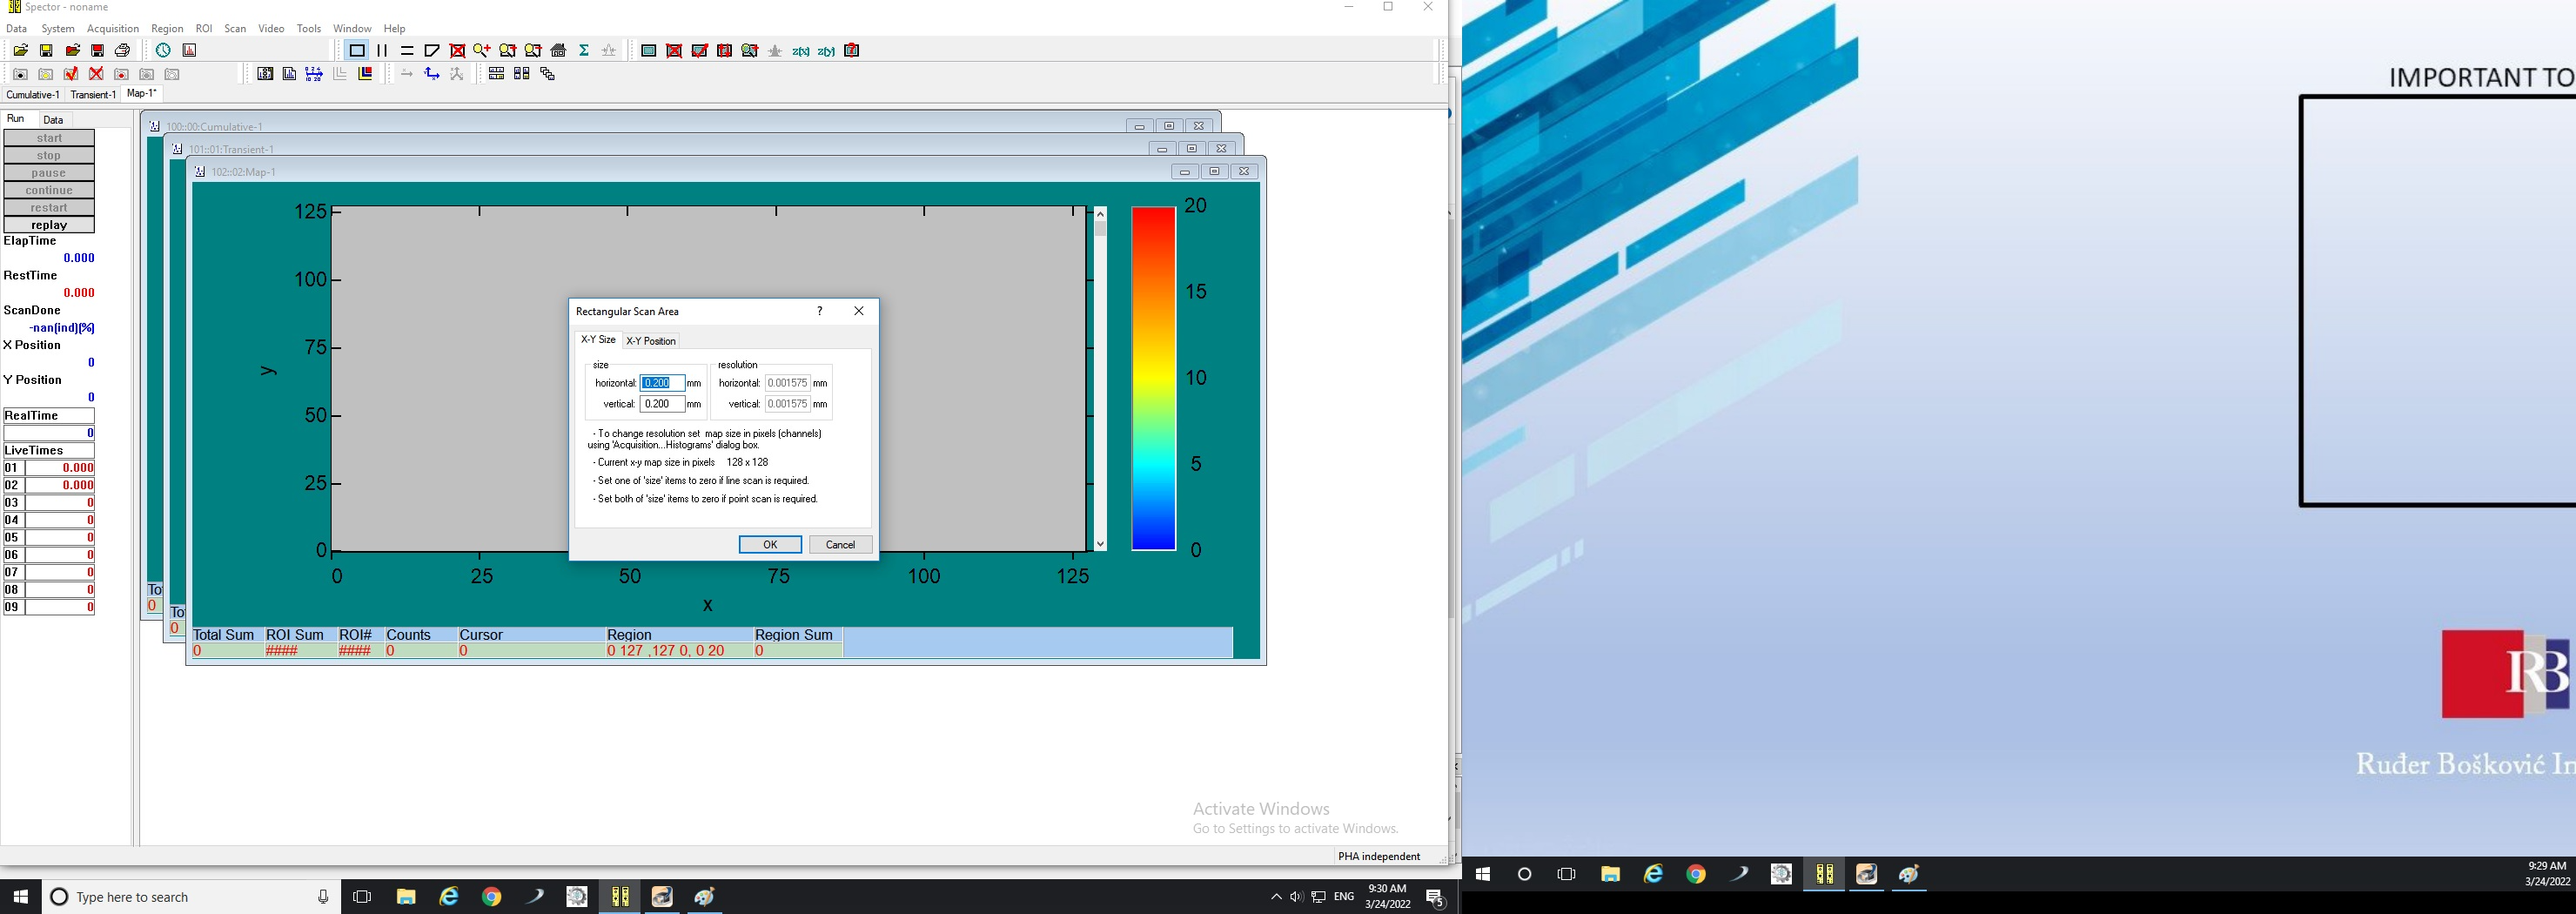 Spector - noname
Data System Acquisition Region ROI Scan Video Tools Window Help
z(x) z(y)
Cumulative-1 Transient-1 Map-1*
Run Data
start
stop
pause
continue
restart
replay
ElapTime
0.000
RestTime
0.000
ScanDone
-nan(ind)(%)
X Position
0
Y Position
0
RealTime
0
LiveTimes
01 0.000
02 0.000
03 0
04 0
05 0
06 0
07 0
08 0
09 0
100::00:Cumulative-1
101::01:Transient-1
102::02:Map-1
125
100
75
50
25
0
y
0 25 50 75 100 125
x
20
15
10
5
0
Rectangular Scan Area ?
X-Y Size X-Y Position
size resolution
horizontal: 0.200 mm horizontal: 0.001575 mm
vertical: 0.200 mm vertical: 0.001575 mm
- To change resolution set map size in pixels (channels)
using 'Acquisition...Histograms' dialog box.
- Current x-y map size in pixels 128 x 128
- Set one of 'size' items to zero if line scan is required.
- Set both of 'size' items to zero if point scan is required.
OK Cancel
To
0
To
0
Total Sum ROI Sum ROI# Counts Cursor Region Region Sum
0 #### #### 0 0 0 127 ,127 0, 0 20 0
Activate Windows
Go to Settings to activate Windows.
PHA independent
Type here to search
ENG
9:30 AM
3/24/2022
5
IMPORTANT TO
RB
Ruđer Bošković In
9:29 AM
3/24/2022